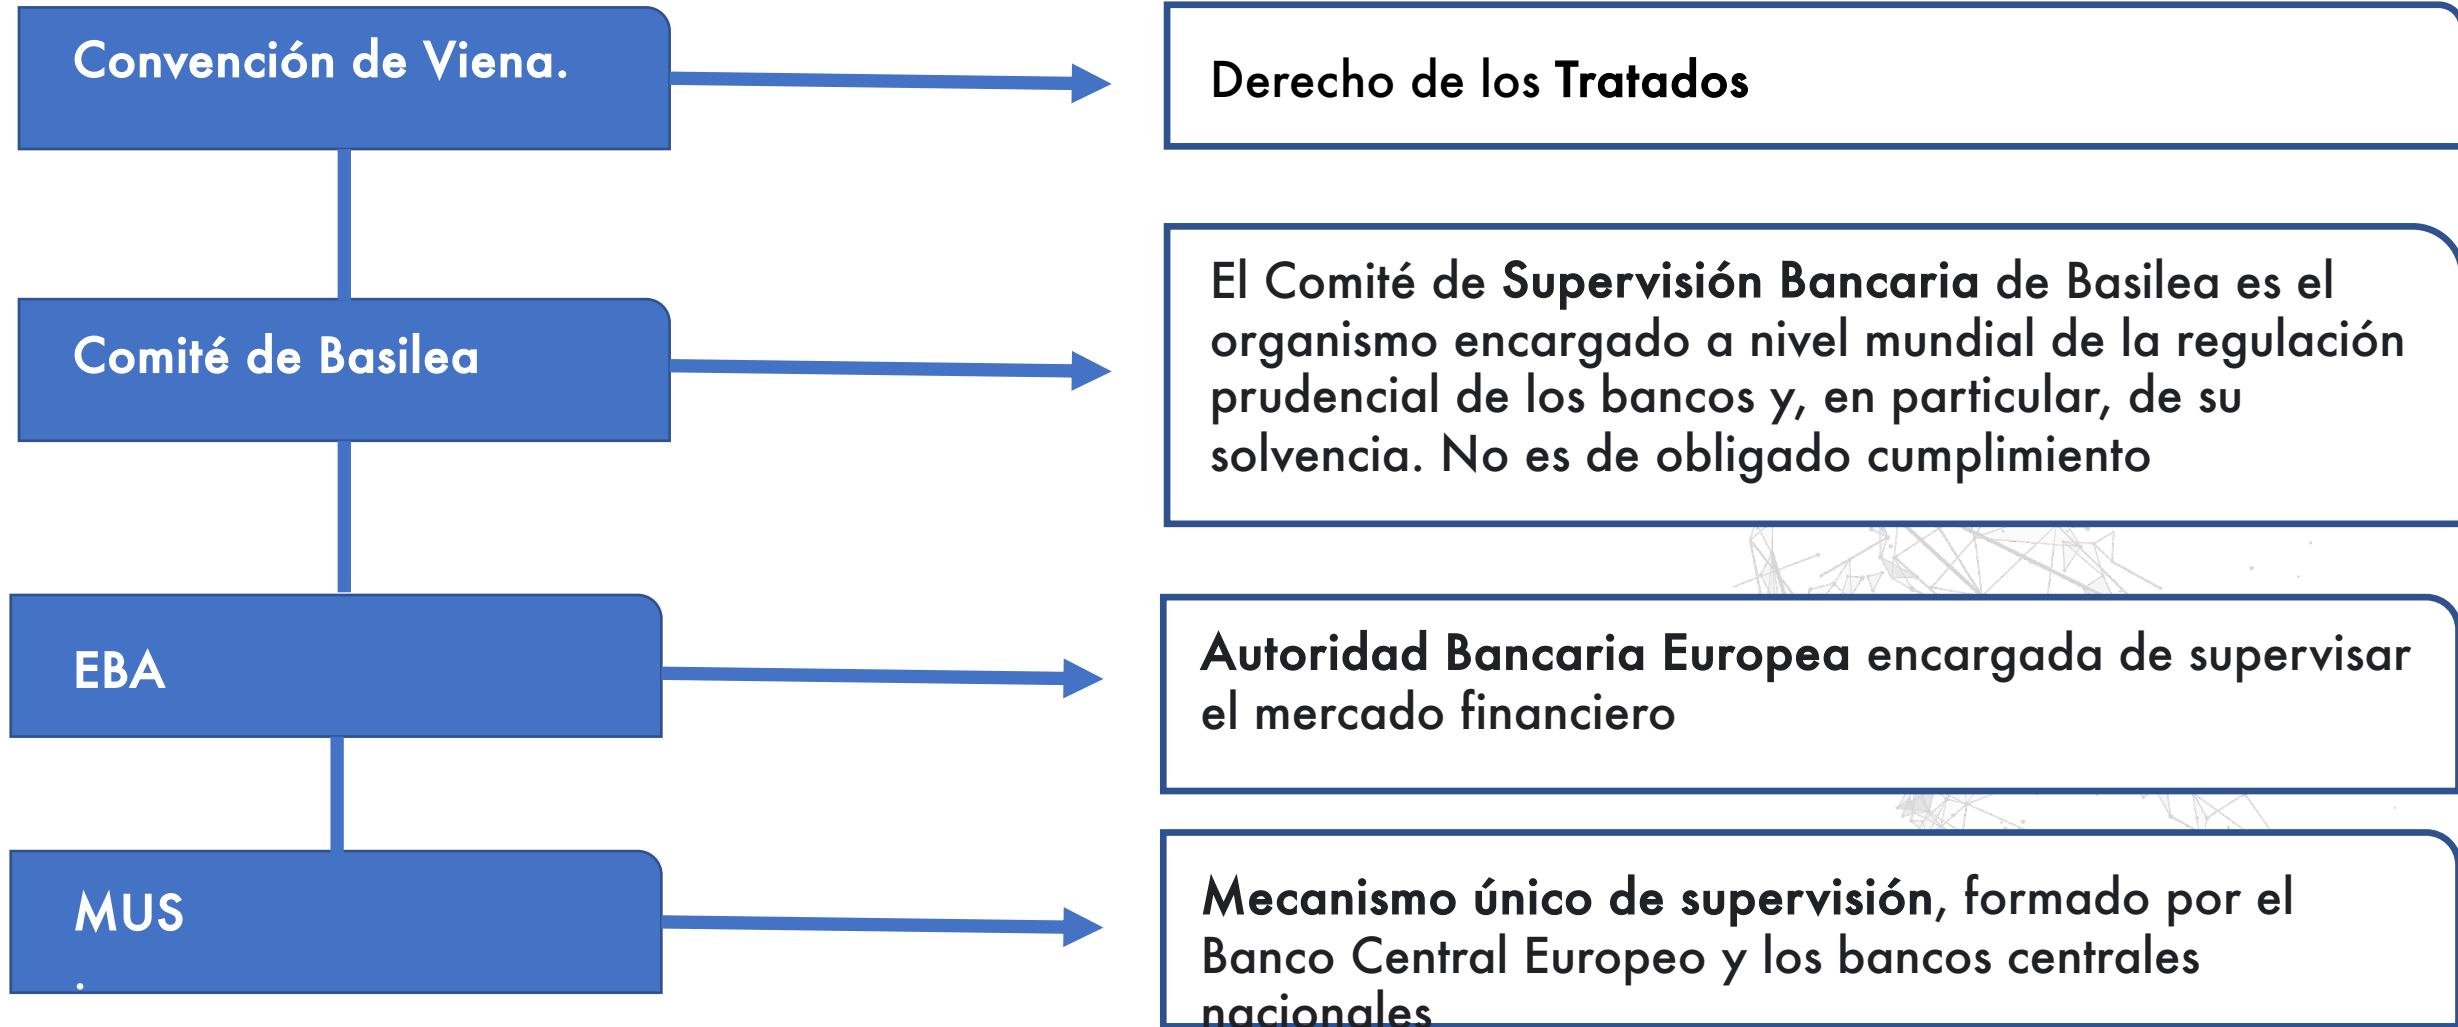 Convención de Viena.
Derecho de los Tratados
Comité de Basilea
El Comité de Supervisión Bancaria de Basilea es el
organismo encargado a nivel mundial de la regulación
prudencial de los bancos y, en particular, de su
solvencia. No es de obligado cumplimiento
EBA
Autoridad Bancaria Europea encargada de supervisar
el mercado financiero
MUS
.
Mecanismo único de supervisión, formado por el
Banco Central Europeo y los bancos centrales
nacionales